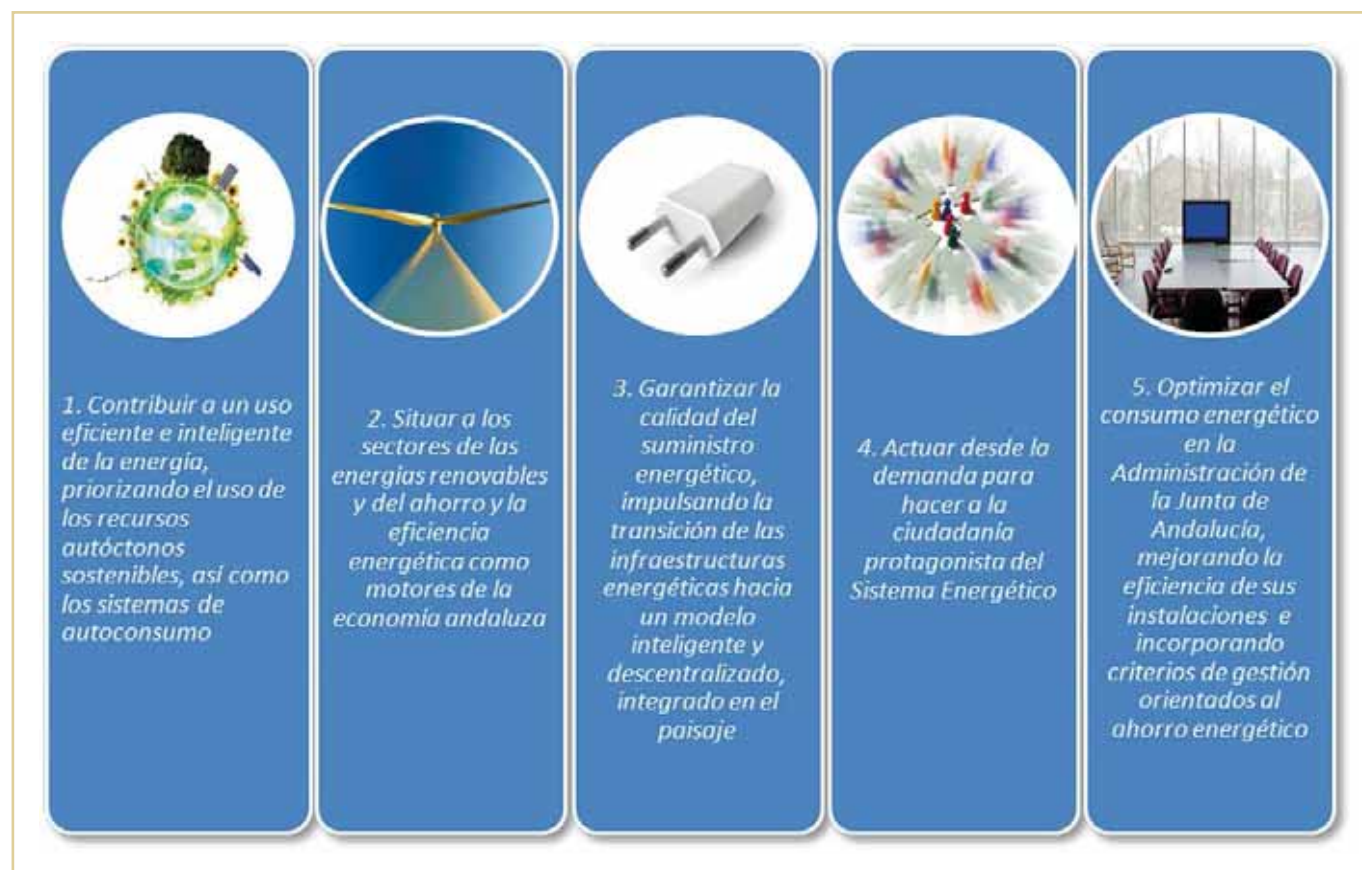 1. Contribuir a un uso
eficiente e inteligente
de la energía,
priorizando el uso de
los recursos
autóctonos
sostenibles, así como
los sistemas de
autoconsumo
2. Situar a los
sectores de las
energías renovables
y del ahorro y la
eficiencia
energética como
motores de la
economía andaluza
3. Garantizar la
calidad del
suministro
energético,
impulsando la
transición de las
infraestructuras
energéticas hacia
un modelo
inteligente y
descentralizado,
integrado en el
paisaje
4. Actuar desde la
demanda para
hacer a la
ciudadanía
protagonista del
Sistema Energético
5. Optimizar el
consumo energético
en la
Administración de
la Junta de
Andalucía,
mejorando la
eficiencia de sus
instalaciones e
incorporando
criterios de gestión
orientados al
ahorro energético